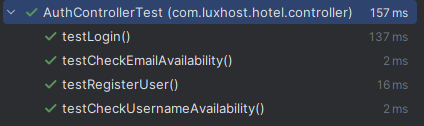 AuthControllerTest (com.luxhost.hotel.controller) 157 ms
testLogin() 137 ms
testCheckEmailAvailability() 2 ms
testRegisterUser() 16 ms
testCheckUsernameAvailability() 2 ms